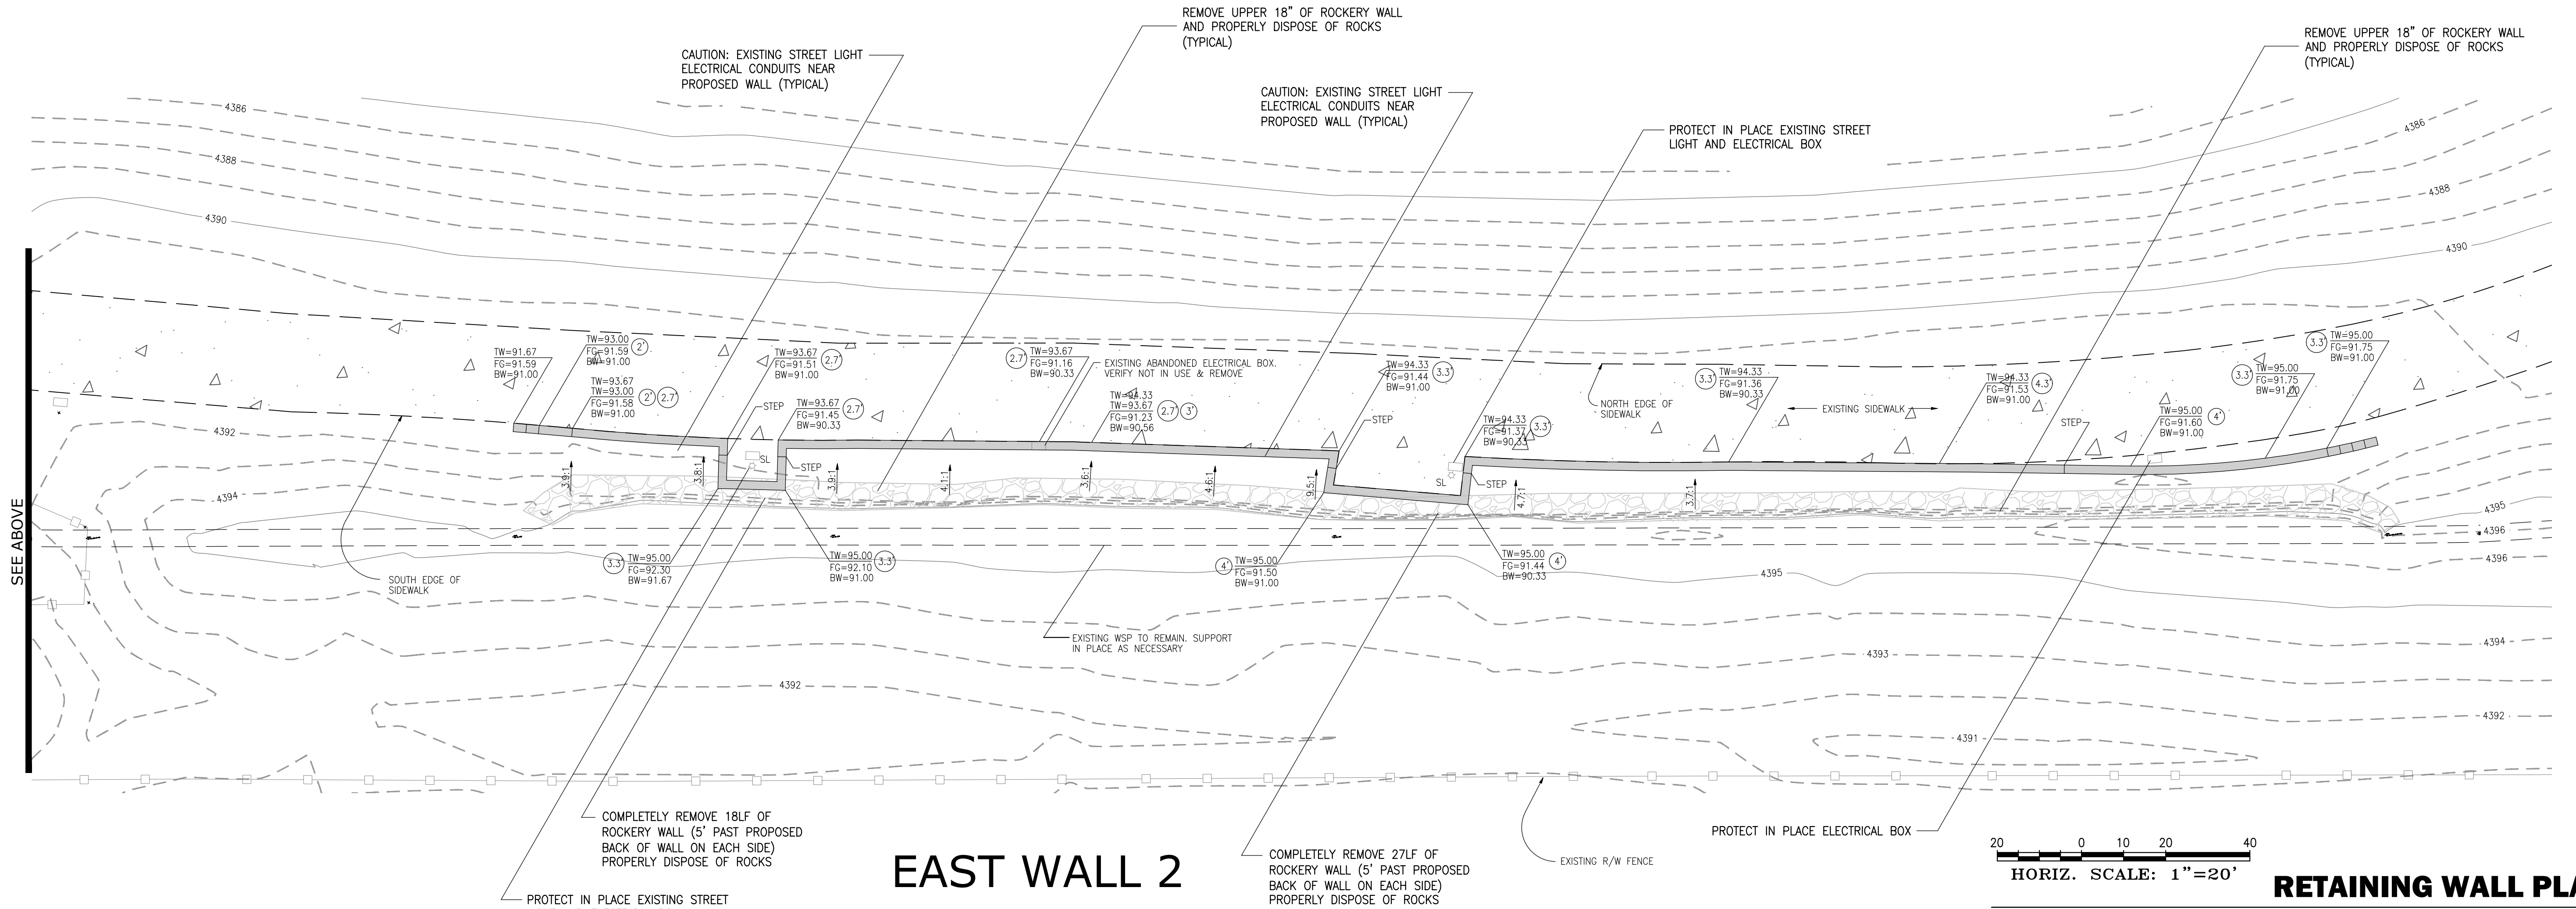 REMOVE UPPER 18" OF ROCKERY WALL
AND PROPERLY DISPOSE OF ROCKS
(TYPICAL)
REMOVE UPPER 18" OF ROCKERY WALL
AND PROPERLY DISPOSE OF ROCKS
(TYPICAL)
CAUTION: EXISTING STREET LIGHT
ELECTRICAL CONDUITS NEAR
PROPOSED WALL (TYPICAL)
CAUTION: EXISTING STREET LIGHT
ELECTRICAL CONDUITS NEAR
PROPOSED WALL (TYPICAL)
PROTECT IN PLACE EXISTING STREET
LIGHT AND ELECTRICAL BOX
4386
4388
4390
4386
4388
4390
TW=91.67
FG=91.59
BW=91.00
TW=93.00
FG=91.59
BW=91.00
2'
TW=93.67
TW=93.00
FG=91.58
BW=91.00
2'
2.7'
TW=93.67
FG=91.51
BW=91.00
2.7'
STEP
TW=93.67
FG=91.45
BW=90.33
2.7'
2.7'
TW=93.67
FG=91.16
BW=90.33
EXISTING ABANDONED ELECTRICAL BOX.
VERIFY NOT IN USE & REMOVE
TW=94.33
TW=93.67
FG=91.23
BW=90.56
2.7'
3'
TW=94.33
FG=91.44
BW=91.00
3.3'
STEP
TW=94.33
FG=91.37
BW=90.33
3.3'
NORTH EDGE OF
SIDEWALK
3.3'
TW=94.33
FG=91.36
BW=90.33
EXISTING SIDEWALK
TW=94.33
FG=91.53
BW=91.00
4.3'
STEP
TW=95.00
FG=91.60
BW=91.00
4'
3.3'
TW=95.00
FG=91.75
BW=91.00
3.3'
TW=95.00
FG=91.75
BW=91.00
4392
4394
SL
STEP
SL
STEP
3.9:1
3.8:1
3.9:1
4.1:1
3.6:1
4.6:1
9.5:1
4.7:1
3.7:1
4395
4396
4396
SEE ABOVE
SOUTH EDGE OF
SIDEWALK
3.3'
TW=95.00
FG=92.30
BW=91.67
TW=95.00
FG=92.10
BW=91.00
3.3'
4'
TW=95.00
FG=91.50
BW=91.00
TW=95.00
FG=91.44
BW=90.33
4'
4395
EXISTING WSP TO REMAIN. SUPPORT
IN PLACE AS NECESSARY
4394
4393
4392
4392
4391
COMPLETELY REMOVE 18LF OF
ROCKERY WALL (5' PAST PROPOSED
BACK OF WALL ON EACH SIDE)
PROPERLY DISPOSE OF ROCKS
PROTECT IN PLACE EXISTING STREET
EAST WALL 2
COMPLETELY REMOVE 27LF OF
ROCKERY WALL (5' PAST PROPOSED
BACK OF WALL ON EACH SIDE)
PROPERLY DISPOSE OF ROCKS
EXISTING R/W FENCE
PROTECT IN PLACE ELECTRICAL BOX
20 0 10 20 40
HORIZ. SCALE: 1"=20'
RETAINING WALL PLA